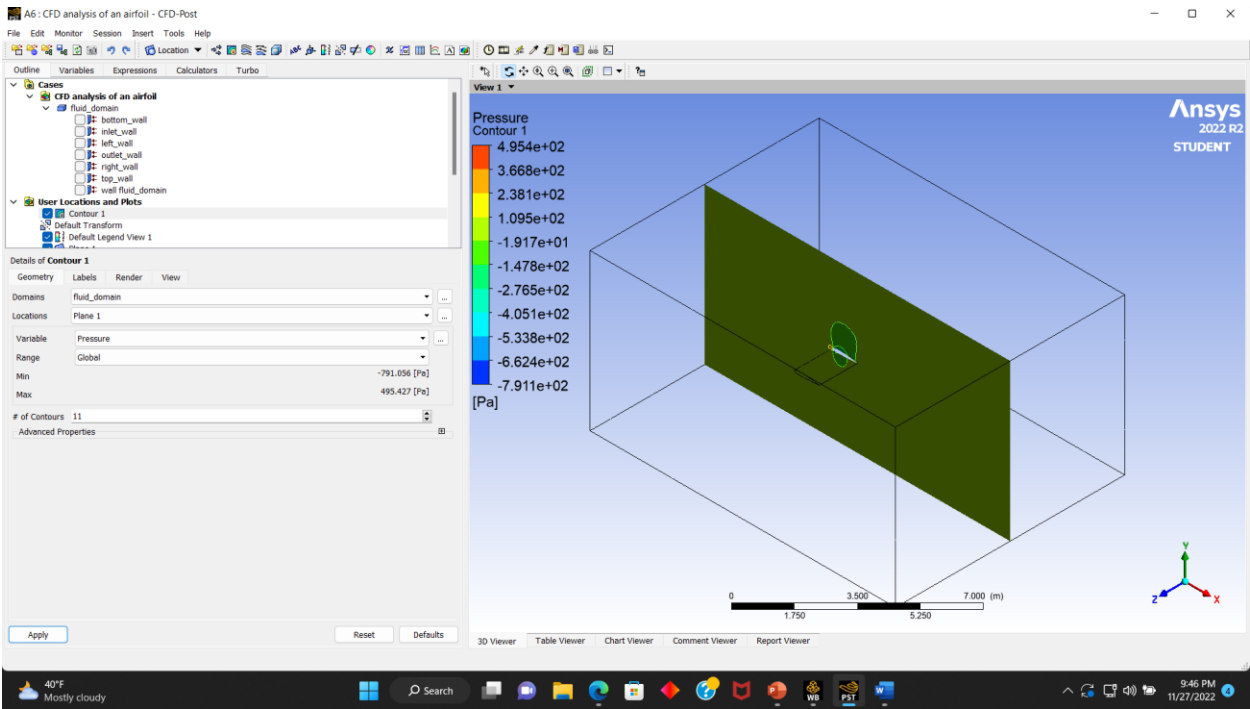 A6 : CFD analysis of an airfoil - CFD-Post
File Edit Monitor Session Insert Tools Help
Location
Outline Variables Expressions Calculators Turbo
Cases
CFD analysis of an airfoil
fluid_domain
bottom_wall
inlet_wall
left_wall
outlet_wall
right_wall
top_wall
wall fluid_domain
User Locations and Plots
Contour 1
Default Transform
Default Legend View 1
Details of Contour 1
Geometry Labels Render View
Domains fluid_domain ...
Locations Plane 1 ...
Variable Pressure ...
Range Global
Min -791.056 [Pa]
Max 495.427 [Pa]
# of Contours 11
Advanced Properties
Apply Reset Defaults
View 1
Pressure
Contour 1
4.954e+02
3.668e+02
2.381e+02
1.095e+02
-1.917e+01
-1.478e+02
-2.765e+02
-4.051e+02
-5.338e+02
-6.624e+02
-7.911e+02
[Pa]
Ansys
2022 R2
STUDENT
0 3.500 7.000 (m)
1.750 5.250
Y
Z X
3D Viewer Table Viewer Chart Viewer Comment Viewer Report Viewer
40°F
Mostly cloudy
Search
WB
PST
9:46 PM
11/27/2022
4